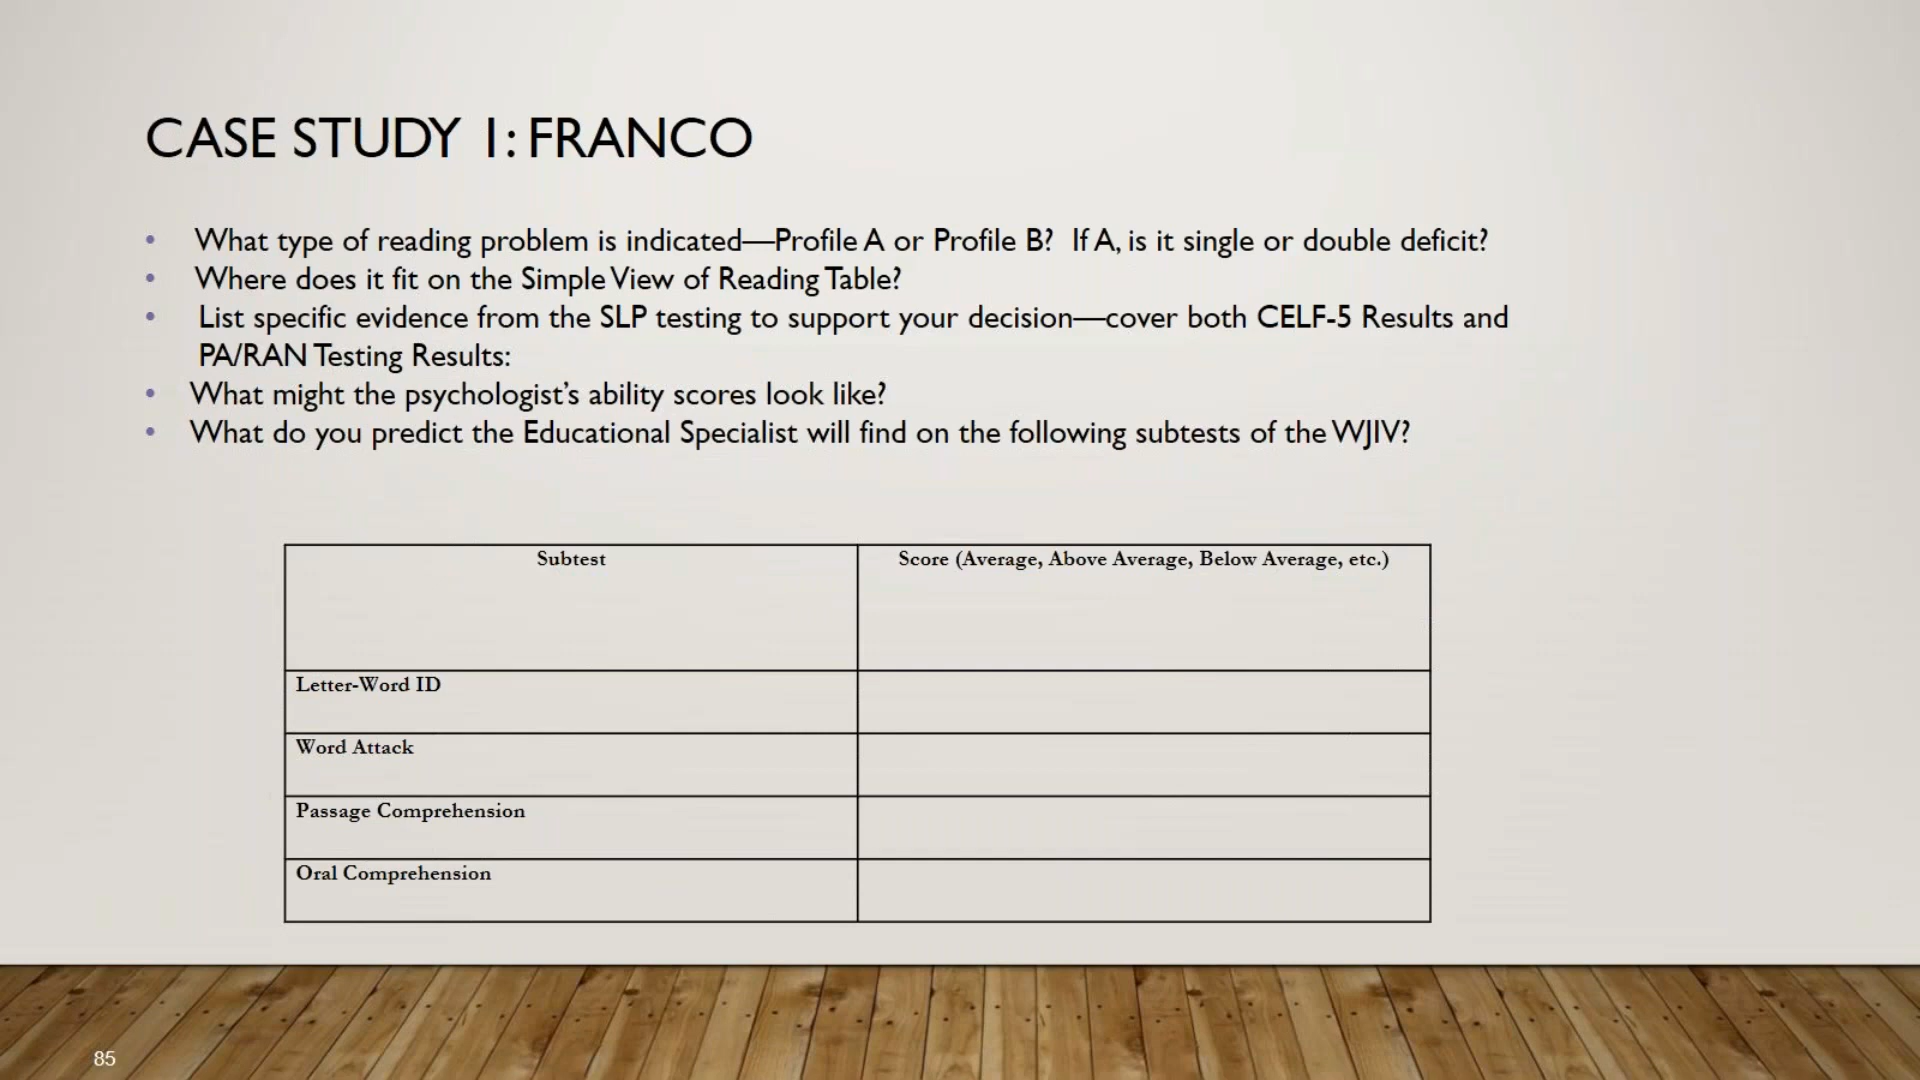 CASE STUDY 1: FRANCO
• What type of reading problem is indicated—Profile A or Profile B? If A, is it single or double deficit?
• Where does it fit on the Simple View of Reading Table?
• List specific evidence from the SLP testing to support your decision—cover both CELF-5 Results and
PA/RAN Testing Results:
• What might the psychologist’s ability scores look like?
• What do you predict the Educational Specialist will find on the following subtests of the WJIV?
Subtest Score (Average, Above Average, Below Average, etc.)
Letter-Word ID
Word Attack
Passage Comprehension
Oral Comprehension
85